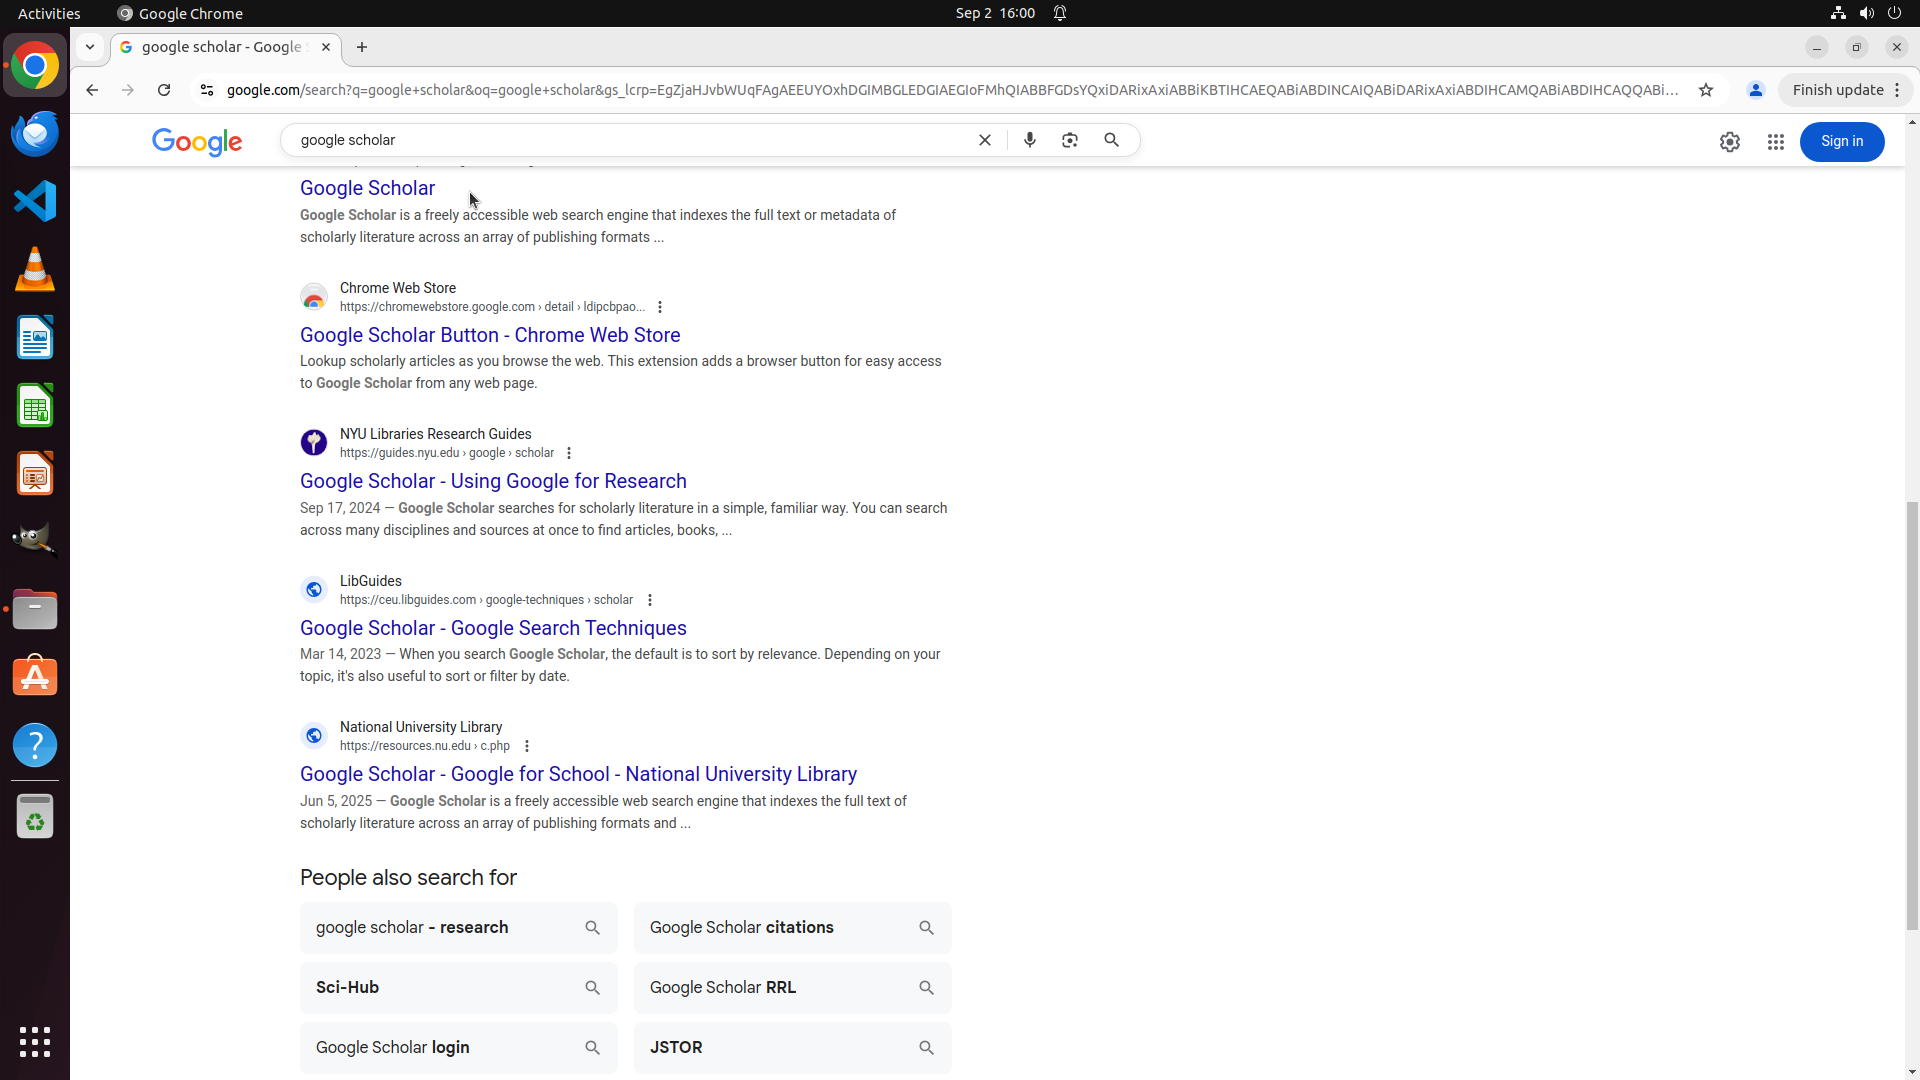 Activities
Google Chrome
Sep 2 16:00
google scholar - Google S
google.com/search?q=google+scholar&oq=google+scholar&gs_lcrp=EgZjaHJvbWUqFAgAEEUYOxhDGIMBGLEDGIAEGIoFMhQIABBFGDsYQxiDARixAxiABBiKBTIHCAEQABiABDINCAIQABiDARixAxiABDIHCAMQABiABDIHCAQQABi...
Finish update
Google
google scholar
Sign in
Google Scholar
Google Scholar is a freely accessible web search engine that indexes the full text or metadata of
scholarly literature across an array of publishing formats ...
Chrome Web Store
https://chromewebstore.google.com › detail › ldipcbpao...
Google Scholar Button - Chrome Web Store
Lookup scholarly articles as you browse the web. This extension adds a browser button for easy access
to Google Scholar from any web page.
NYU Libraries Research Guides
https://guides.nyu.edu › google › scholar
Google Scholar - Using Google for Research
Sep 17, 2024 — Google Scholar searches for scholarly literature in a simple, familiar way. You can search
across many disciplines and sources at once to find articles, books, ...
LibGuides
https://ceu.libguides.com › google-techniques › scholar
Google Scholar - Google Search Techniques
Mar 14, 2023 — When you search Google Scholar, the default is to sort by relevance. Depending on your
topic, it's also useful to sort or filter by date.
National University Library
https://resources.nu.edu › c.php
Google Scholar - Google for School - National University Library
Jun 5, 2025 — Google Scholar is a freely accessible web search engine that indexes the full text of
scholarly literature across an array of publishing formats and ...
People also search for
google scholar - research
Google Scholar citations
Sci-Hub
Google Scholar RRL
Google Scholar login
JSTOR